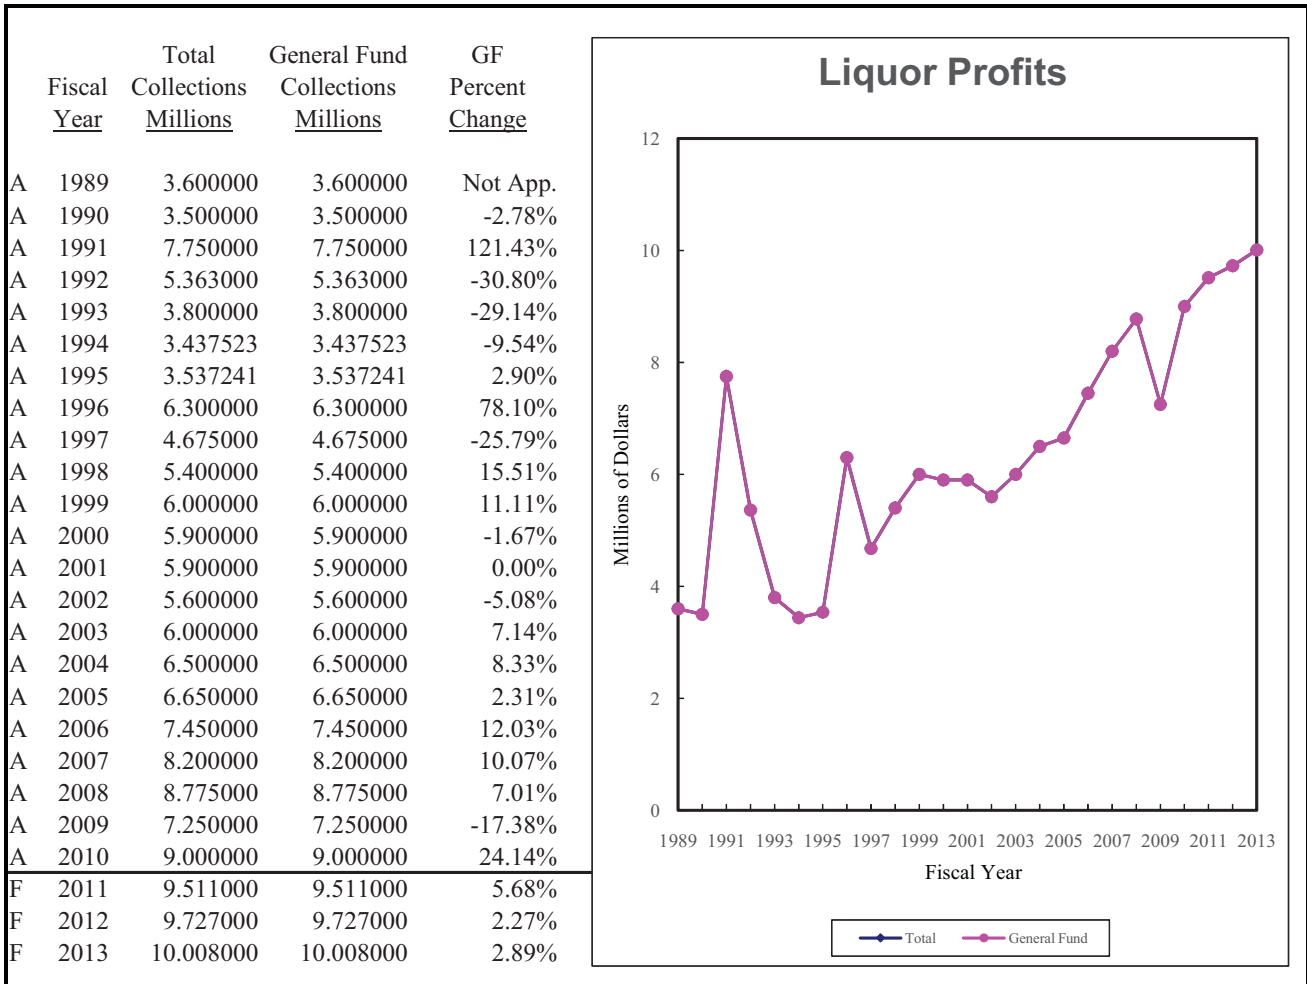 Total General Fund GF
Fiscal Collections Collections Percent
Year Millions Millions Change
A 1989 3.600000 3.600000 Not App.
A 1990 3.500000 3.500000 -2.78%
A 1991 7.750000 7.750000 121.43%
A 1992 5.363000 5.363000 -30.80%
A 1993 3.800000 3.800000 -29.14%
A 1994 3.437523 3.437523 -9.54%
A 1995 3.537241 3.537241 2.90%
A 1996 6.300000 6.300000 78.10%
A 1997 4.675000 4.675000 -25.79%
A 1998 5.400000 5.400000 15.51%
A 1999 6.000000 6.000000 11.11%
A 2000 5.900000 5.900000 -1.67%
A 2001 5.900000 5.900000 0.00%
A 2002 5.600000 5.600000 -5.08%
A 2003 6.000000 6.000000 7.14%
A 2004 6.500000 6.500000 8.33%
A 2005 6.650000 6.650000 2.31%
A 2006 7.450000 7.450000 12.03%
A 2007 8.200000 8.200000 10.07%
A 2008 8.775000 8.775000 7.01%
A 2009 7.250000 7.250000 -17.38%
A 2010 9.000000 9.000000 24.14%
F 2011 9.511000 9.511000 5.68%
F 2012 9.727000 9.727000 2.27%
F 2013 10.008000 10.008000 2.89%
Liquor Profits
12
10
8
6
4
2
0
Millions of Dollars
1989 1991 1993 1995 1997 1999 2001 2003 2005 2007 2009 2011 2013
Fiscal Year
Total General Fund